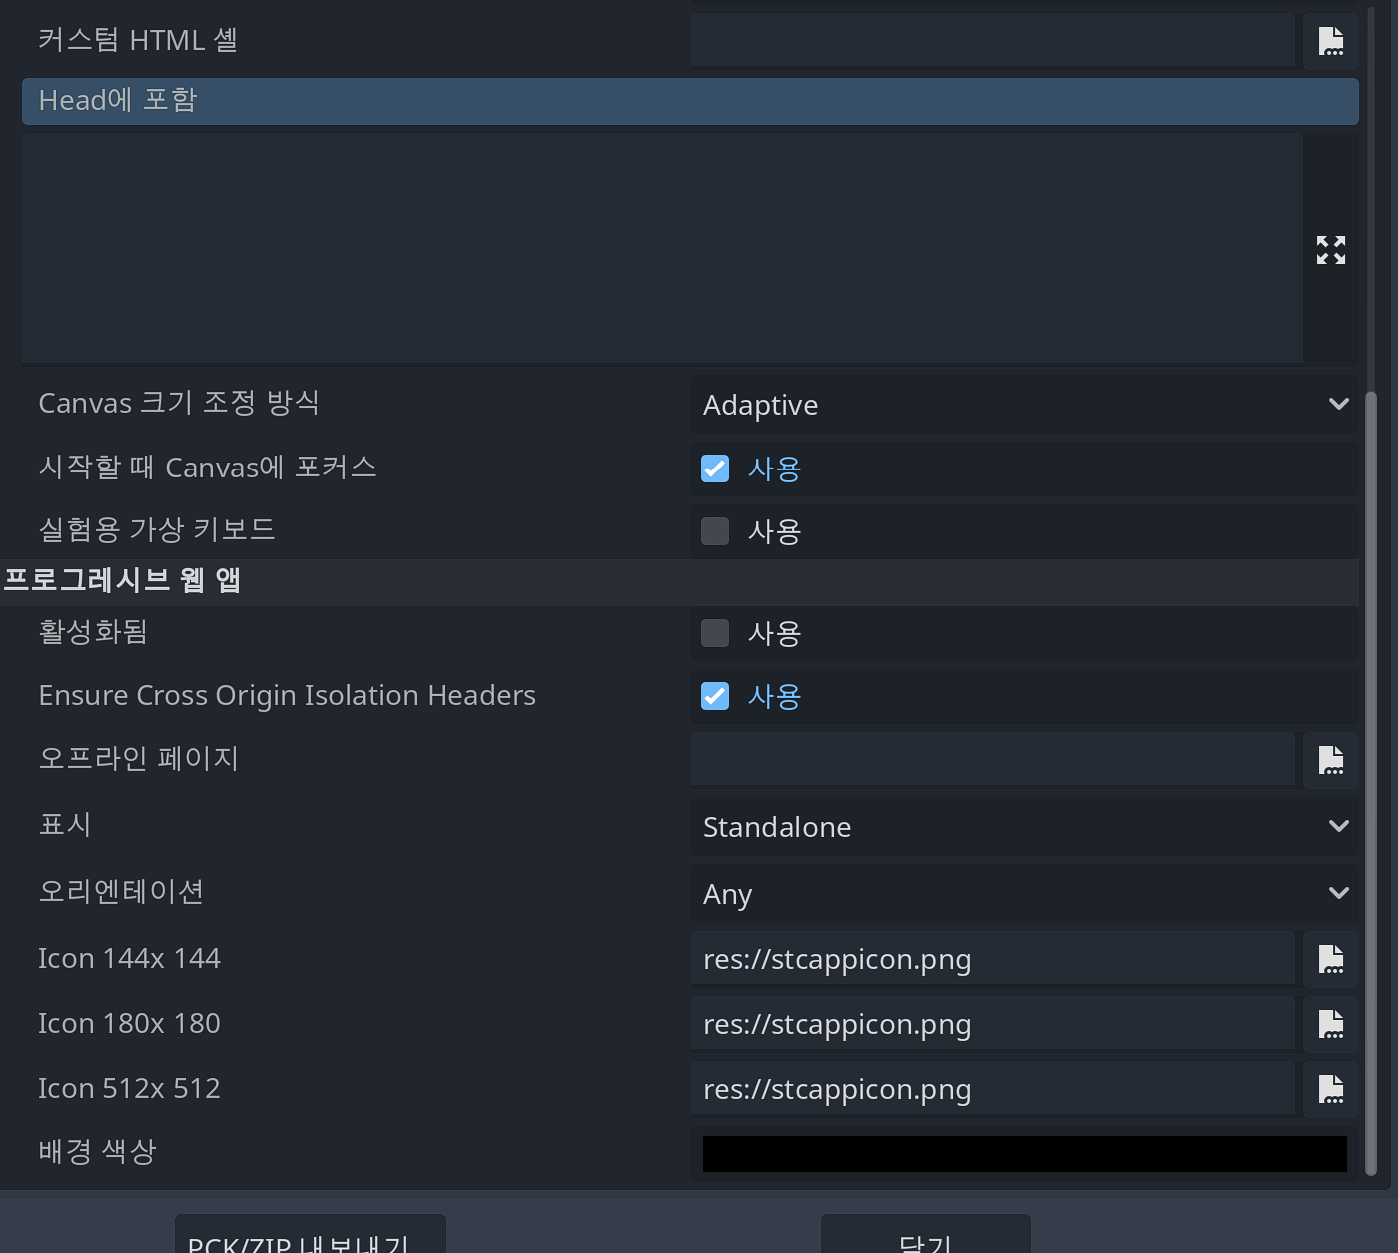 커스텀 HTML 셸
Head에 포함
Canvas 크기 조정 방식 Adaptive
시작할 때 Canvas에 포커스 사용
실험용 가상 키보드 사용
프로그레시브 웹 앱
활성화됨 사용
Ensure Cross Origin Isolation Headers 사용
오프라인 페이지
표시 Standalone
오리엔테이션 Any
Icon 144x 144 res://stcappicon.png
Icon 180x 180 res://stcappicon.png
Icon 512x 512 res://stcappicon.png
배경 색상
PCK/ZIP 내보내기 닫기